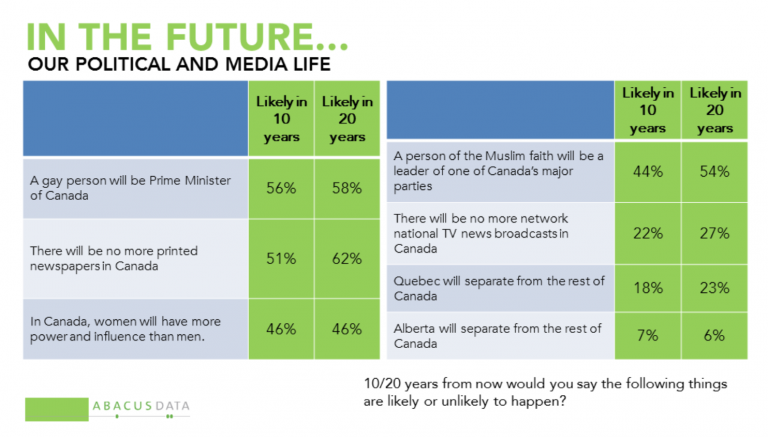 IN THE FUTURE...
OUR POLITICAL AND MEDIA LIFE
Likely in
10
years
Likely in
20
years
A gay person will be Prime Minister
of Canada
56%
58%
There will be no more printed
newspapers in Canada
51%
62%
In Canada, women will have more
power and influence than men.
46%
46%
Likely in
10
years
Likely in
20
years
A person of the Muslim faith will be a
leader of one of Canada's major
parties
44%
54%
There will be no more network
national TV news broadcasts in
Canada
22%
27%
Quebec will separate from the rest of
Canada
18%
23%
Alberta will separate from the rest of
Canada
7%
6%
10/20 years from now would you say the following things
are likely or unlikely to happen?
ABACUS DATA